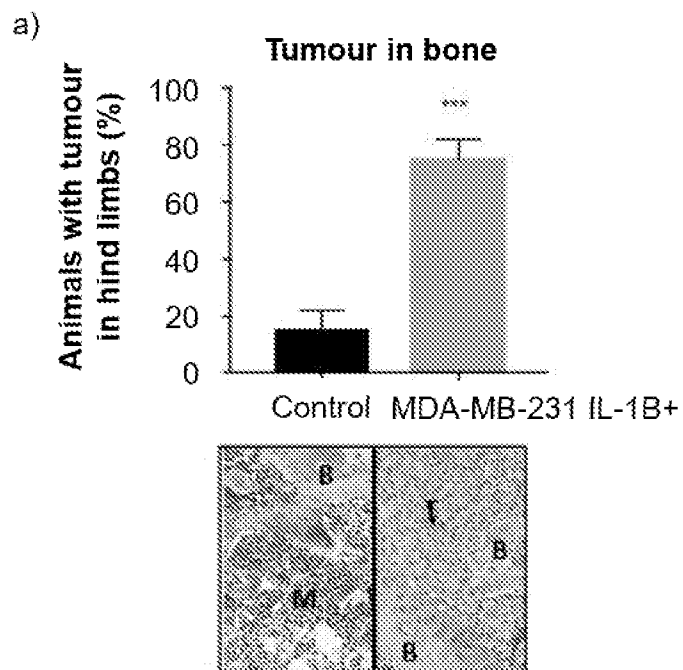 a)
Tumour in bone
Animals with tumour
in hind limbs (%)
100
80
60
40
20
0
Control MDA-MB-231 IL-1B+
B
T
B
M
B